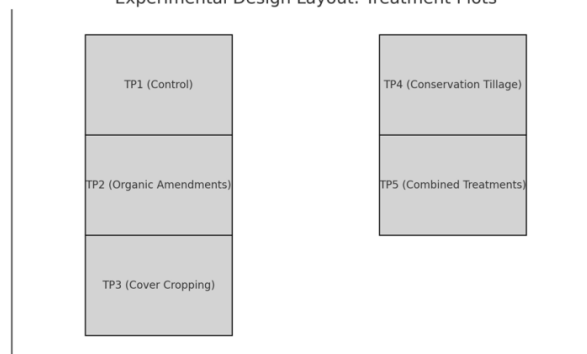 Experimental Design Layout: Treatment Plots
TP1 (Control)
TP2 (Organic Amendments)
TP3 (Cover Cropping)
TP4 (Conservation Tillage)
TP5 (Combined Treatments)